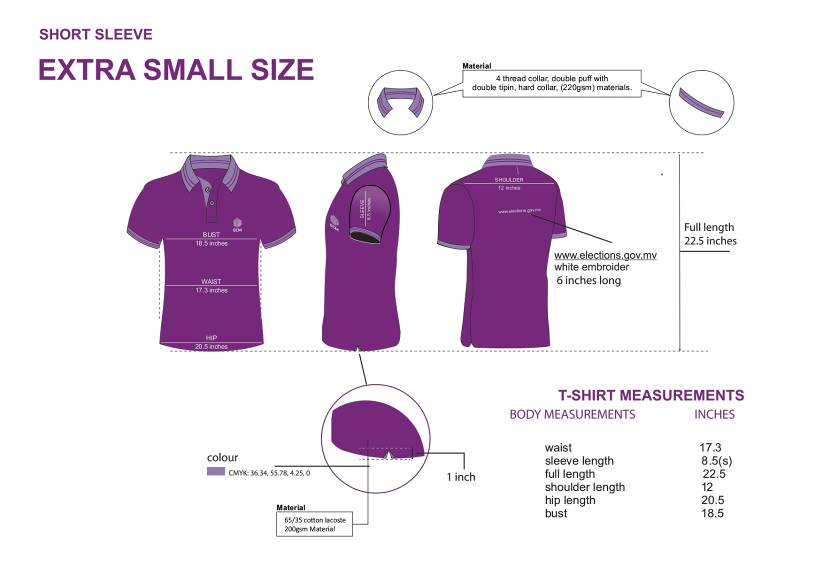 SHORT SLEEVE
EXTRA SMALL SIZE
Material
4 thread collar, double puff with
double tipin, hard collar, (220gsm) materials.
SHOULDER
12 inches
www.elections.gov.mv
SLEEVE
8.5 inches
BUST
18.5 inches
WAIST
17.3 inches
HIP
20.5 inches
Full length
22.5 inches
www.elections.gov.mv
white embroider
6 inches long
colour
CMYK: 36.34, 55.78, 4.25, 0
1 inch
Material
65/35 cotton lacoste
200gsm Material
T-SHIRT MEASUREMENTS
BODY MEASUREMENTS INCHES
waist 17.3
sleeve length 8.5(s)
full length 22.5
shoulder length 12
hip length 20.5
bust 18.5